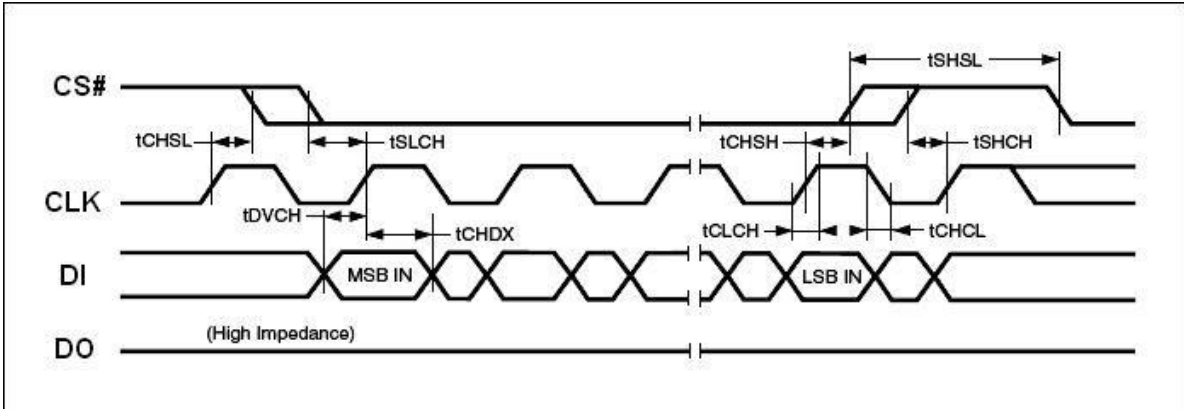 tSHSL
CS#
tCHSL
tSLCH
tCHSH
tSHCH
CLK
tDVCH
tCHDX
tCLCH
tCHCL
DI
MSB IN
LSB IN
(High Impedance)
DO